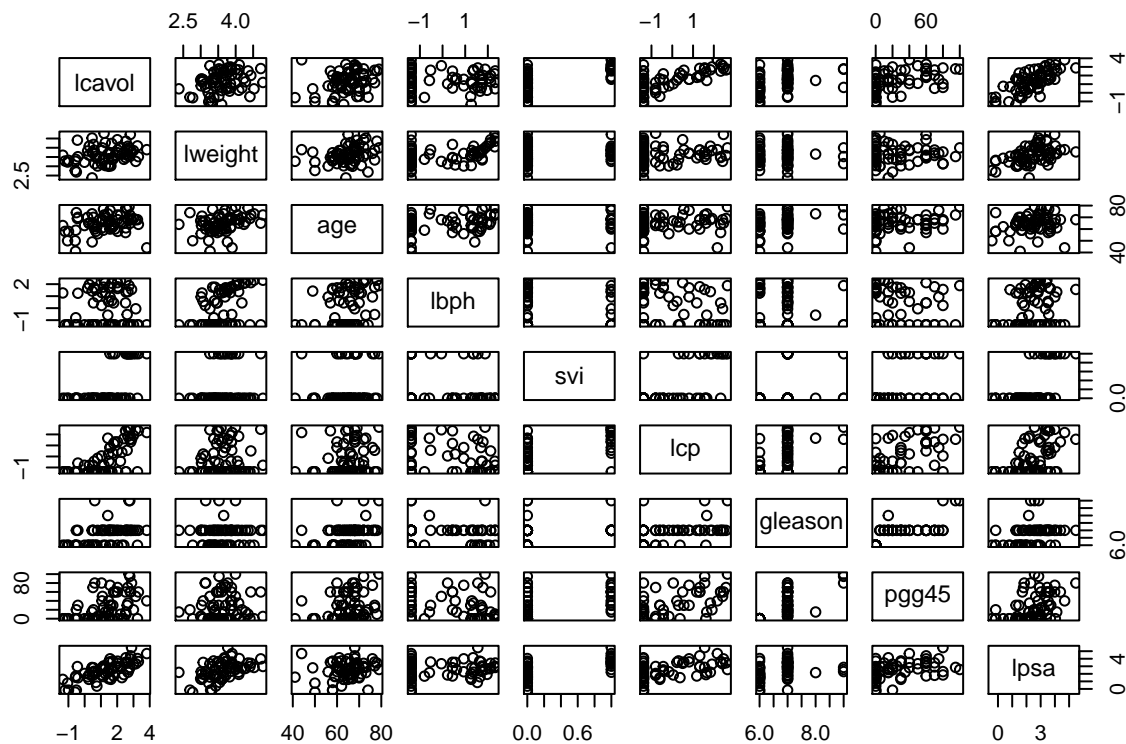 2.5 4.0 −1 1 −1 1 0 60
lcavol −1 4
2.5 lweight
age 40 80
−1 2 lbph
svi 0.0
−1 lcp
gleason 6.0
0 80 pgg45
lpsa 0 4
−1 2 4 40 60 80 0.0 0.6 6.0 8.0 0 3